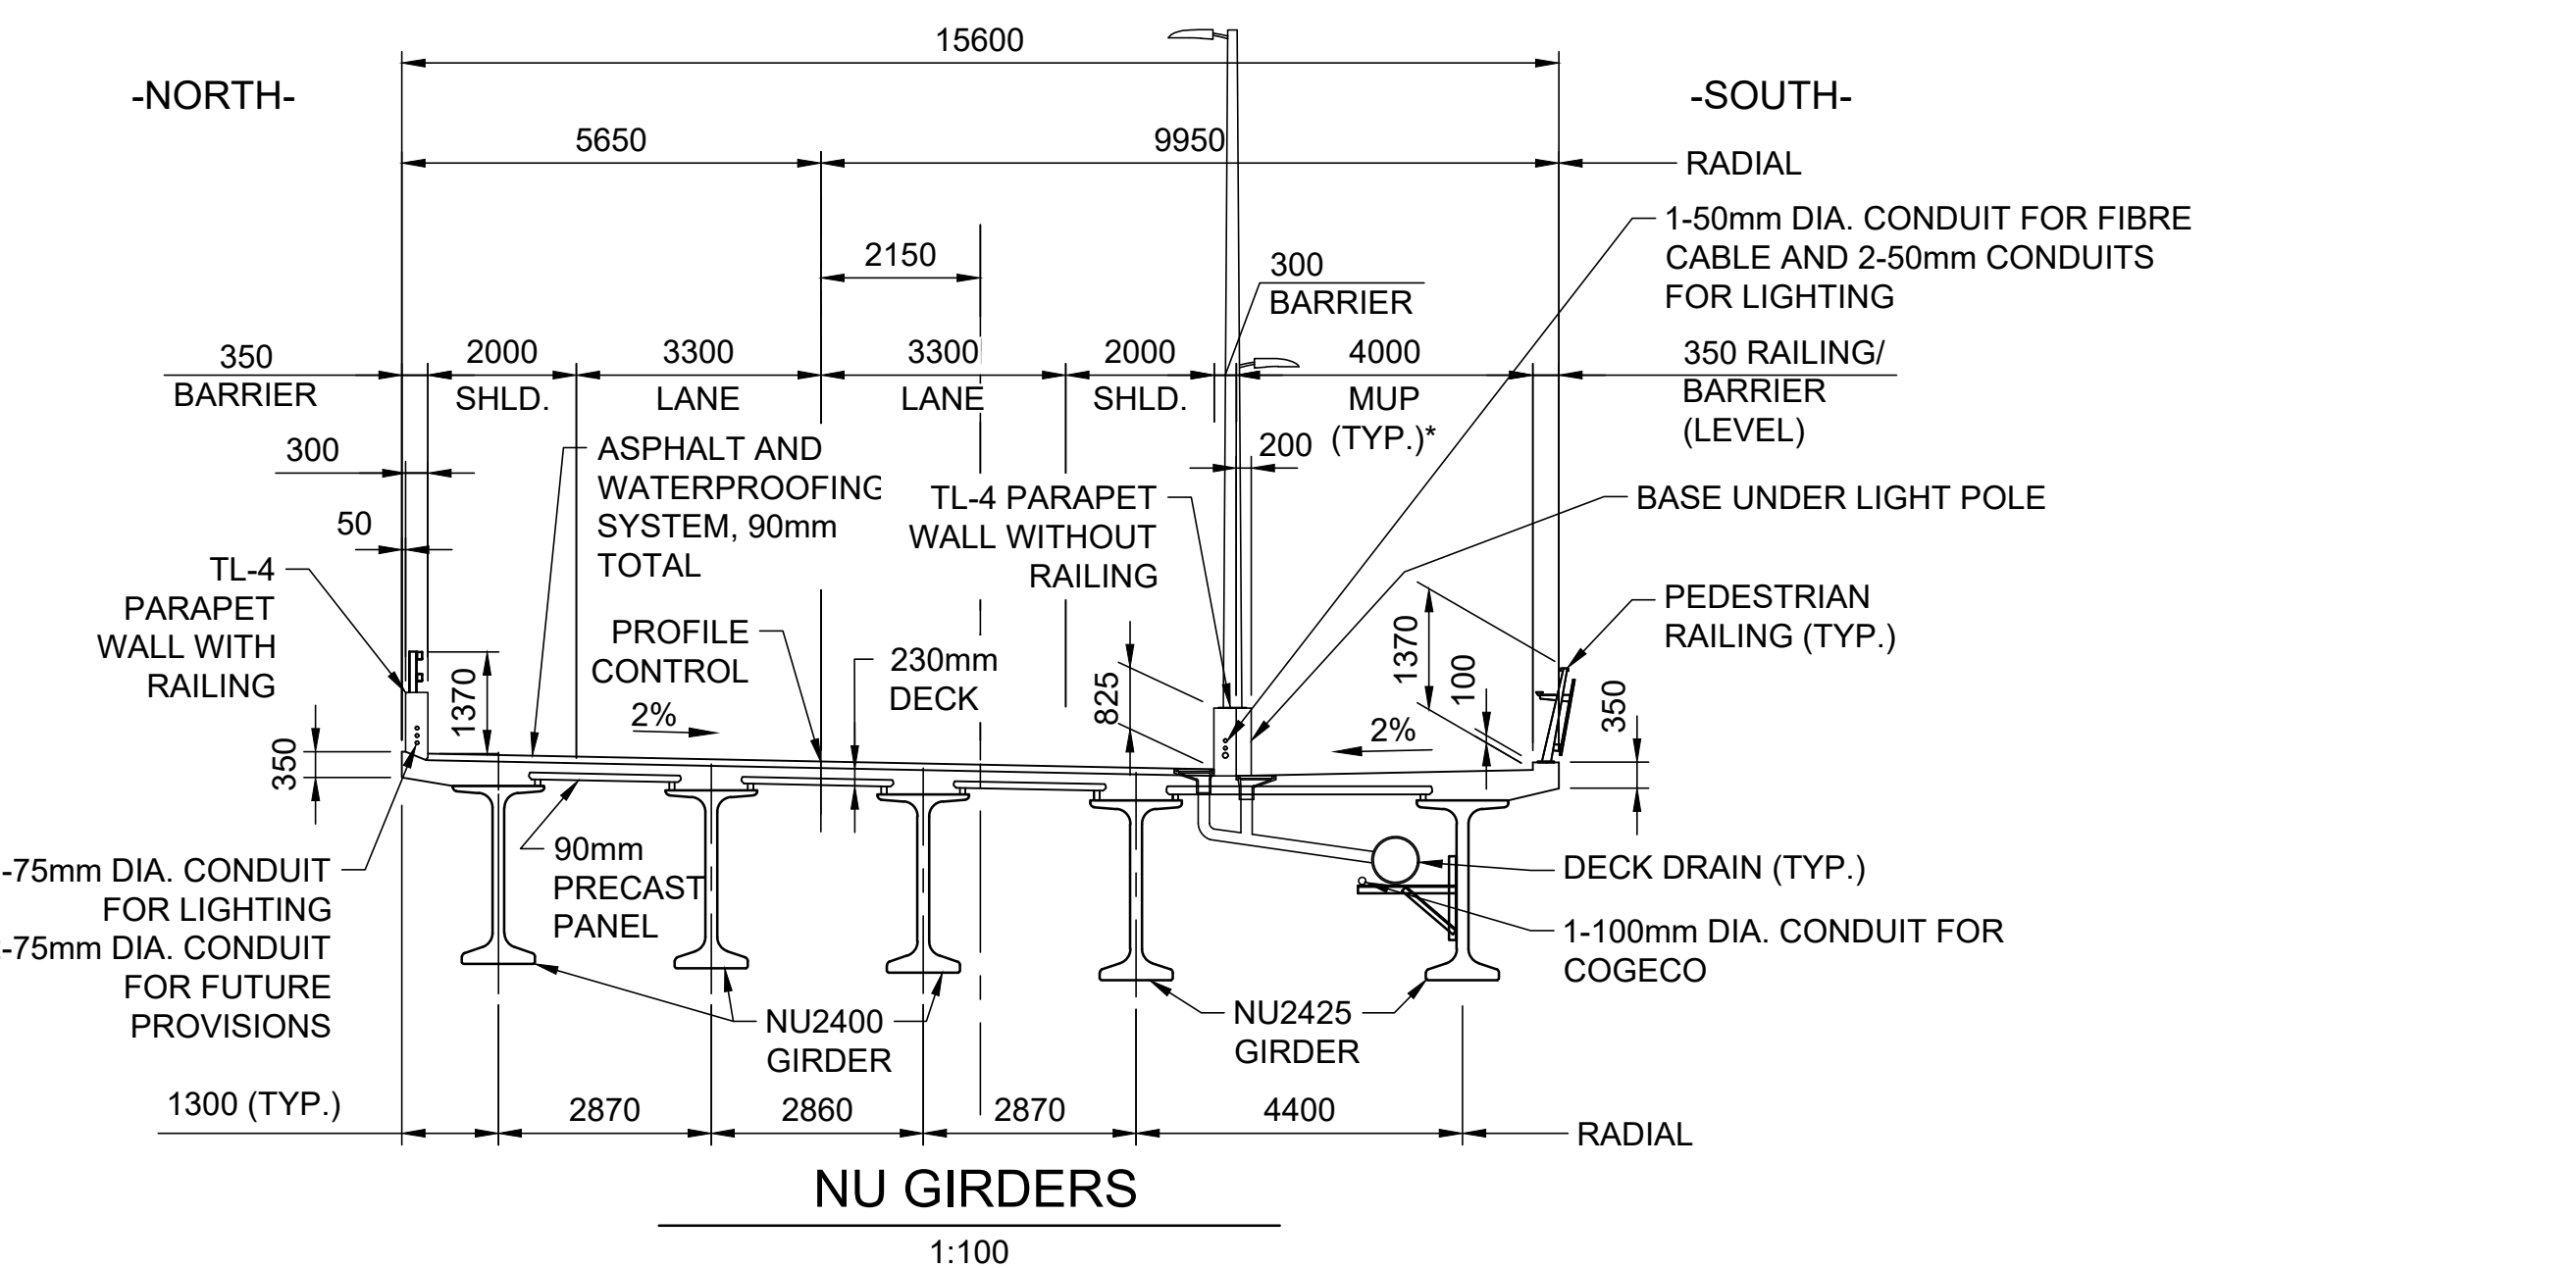 15600
-NORTH-
-SOUTH-
5650
9950
RADIAL
1-50mm DIA. CONDUIT FOR FIBRE
CABLE AND 2-50mm CONDUITS
FOR LIGHTING
2150
300
BARRIER
350
BARRIER
2000
SHLD.
3300
LANE
3300
LANE
2000
SHLD.
4000
MUP
(TYP.)*
350 RAILING/
BARRIER
(LEVEL)
300
200
ASPHALT AND
WATERPROOFING
SYSTEM, 90mm
TOTAL
TL-4 PARAPET
WALL WITHOUT
RAILING
BASE UNDER LIGHT POLE
50
TL-4
PARAPET
WALL WITH
RAILING
PROFILE
CONTROL
230mm
DECK
PEDESTRIAN
RAILING (TYP.)
1370
825
1370
100
350
2%
2%
350
-75mm DIA. CONDUIT
FOR LIGHTING
-75mm DIA. CONDUIT
FOR FUTURE
PROVISIONS
90mm
PRECAST
PANEL
DECK DRAIN (TYP.)
1-100mm DIA. CONDUIT FOR
COGECO
NU2400
GIRDER
NU2425
GIRDER
1300 (TYP.)
2870
2860
2870
4400
RADIAL
NU GIRDERS
1:100